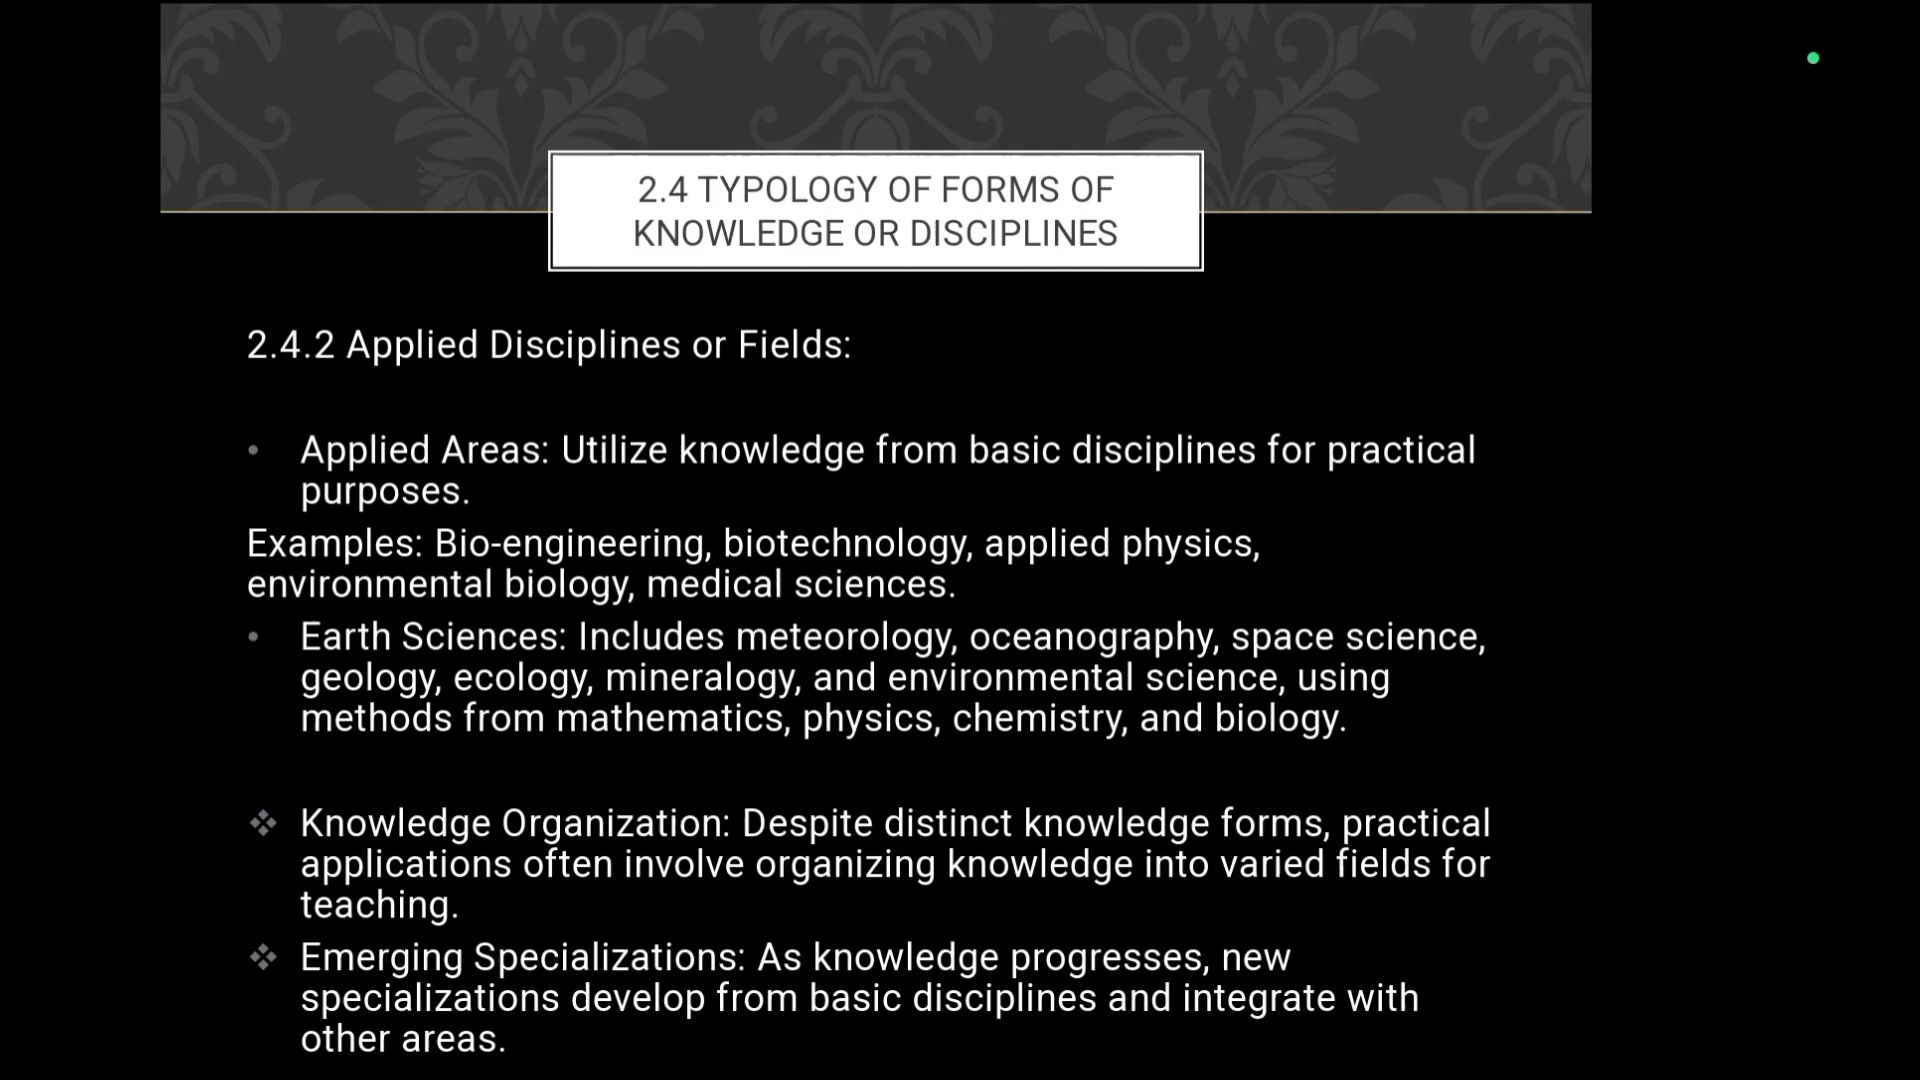 2.4 TYPOLOGY OF FORMS OF
KNOWLEDGE OR DISCIPLINES
2.4.2 Applied Disciplines or Fields:
• Applied Areas: Utilize knowledge from basic disciplines for practical
purposes.
Examples: Bio-engineering, biotechnology, applied physics,
environmental biology, medical sciences.
• Earth Sciences: Includes meteorology, oceanography, space science,
geology, ecology, mineralogy, and environmental science, using
methods from mathematics, physics, chemistry, and biology.
❖ Knowledge Organization: Despite distinct knowledge forms, practical
applications often involve organizing knowledge into varied fields for
teaching.
❖ Emerging Specializations: As knowledge progresses, new
specializations develop from basic disciplines and integrate with
other areas.